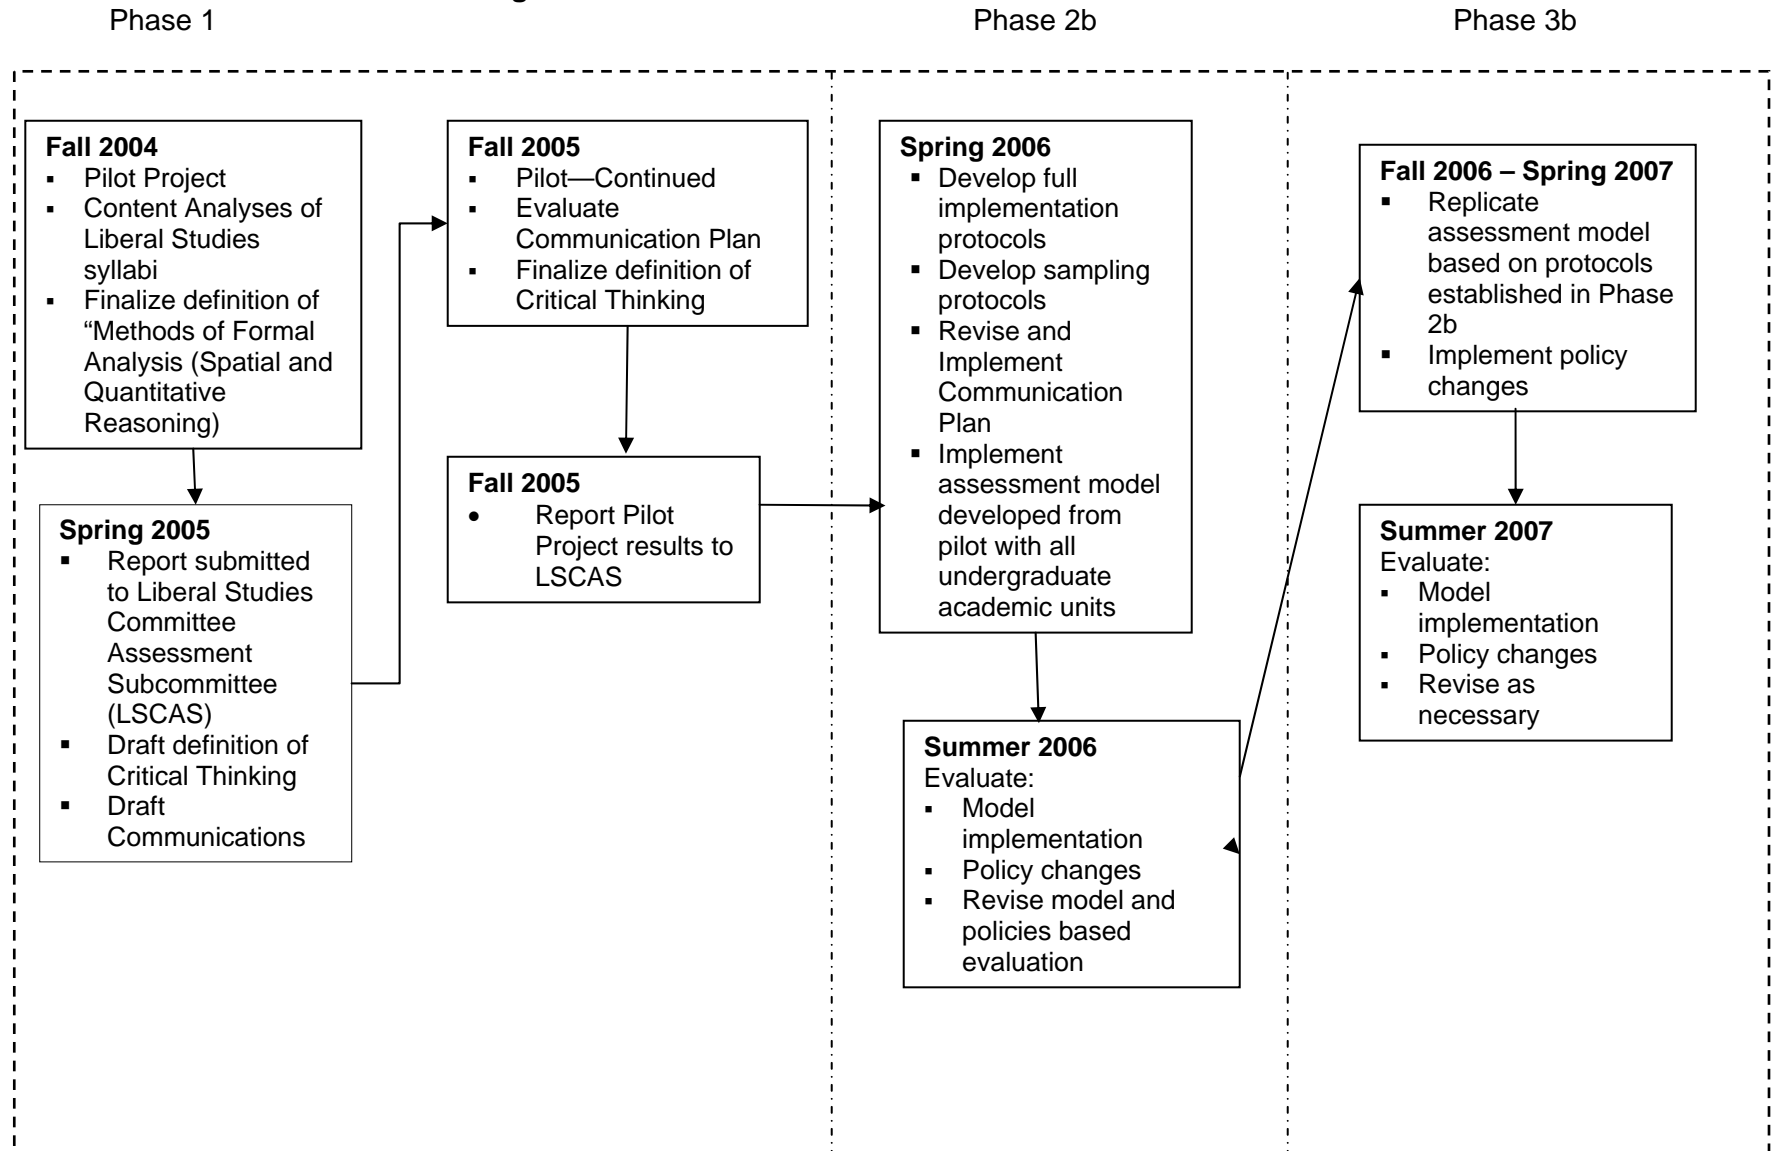 Phase 1
Phase 2b
Phase 3b
Fall 2004
▪ Pilot Project
▪ Content Analyses of
Liberal Studies
syllabi
▪ Finalize definition of
“Methods of Formal
Analysis (Spatial and
Quantitative
Reasoning)
Spring 2005
▪ Report submitted
to Liberal Studies
Committee
Assessment
Subcommittee
(LSCAS)
▪ Draft definition of
Critical Thinking
▪ Draft
Communications
Fall 2005
▪ Pilot—Continued
▪ Evaluate
Communication Plan
▪ Finalize definition of
Critical Thinking
Fall 2005
• Report Pilot
Project results to
LSCAS
Spring 2006
▪ Develop full
implementation
protocols
▪ Develop sampling
protocols
▪ Revise and
Implement
Communication
Plan
▪ Implement
assessment model
developed from
pilot with all
undergraduate
academic units
Summer 2006
Evaluate:
▪ Model
implementation
▪ Policy changes
▪ Revise model and
policies based
evaluation
Fall 2006 – Spring 2007
▪ Replicate
assessment model
based on protocols
established in Phase
2b
▪ Implement policy
changes
Summer 2007
Evaluate:
▪ Model
implementation
▪ Policy changes
▪ Revise as
necessary